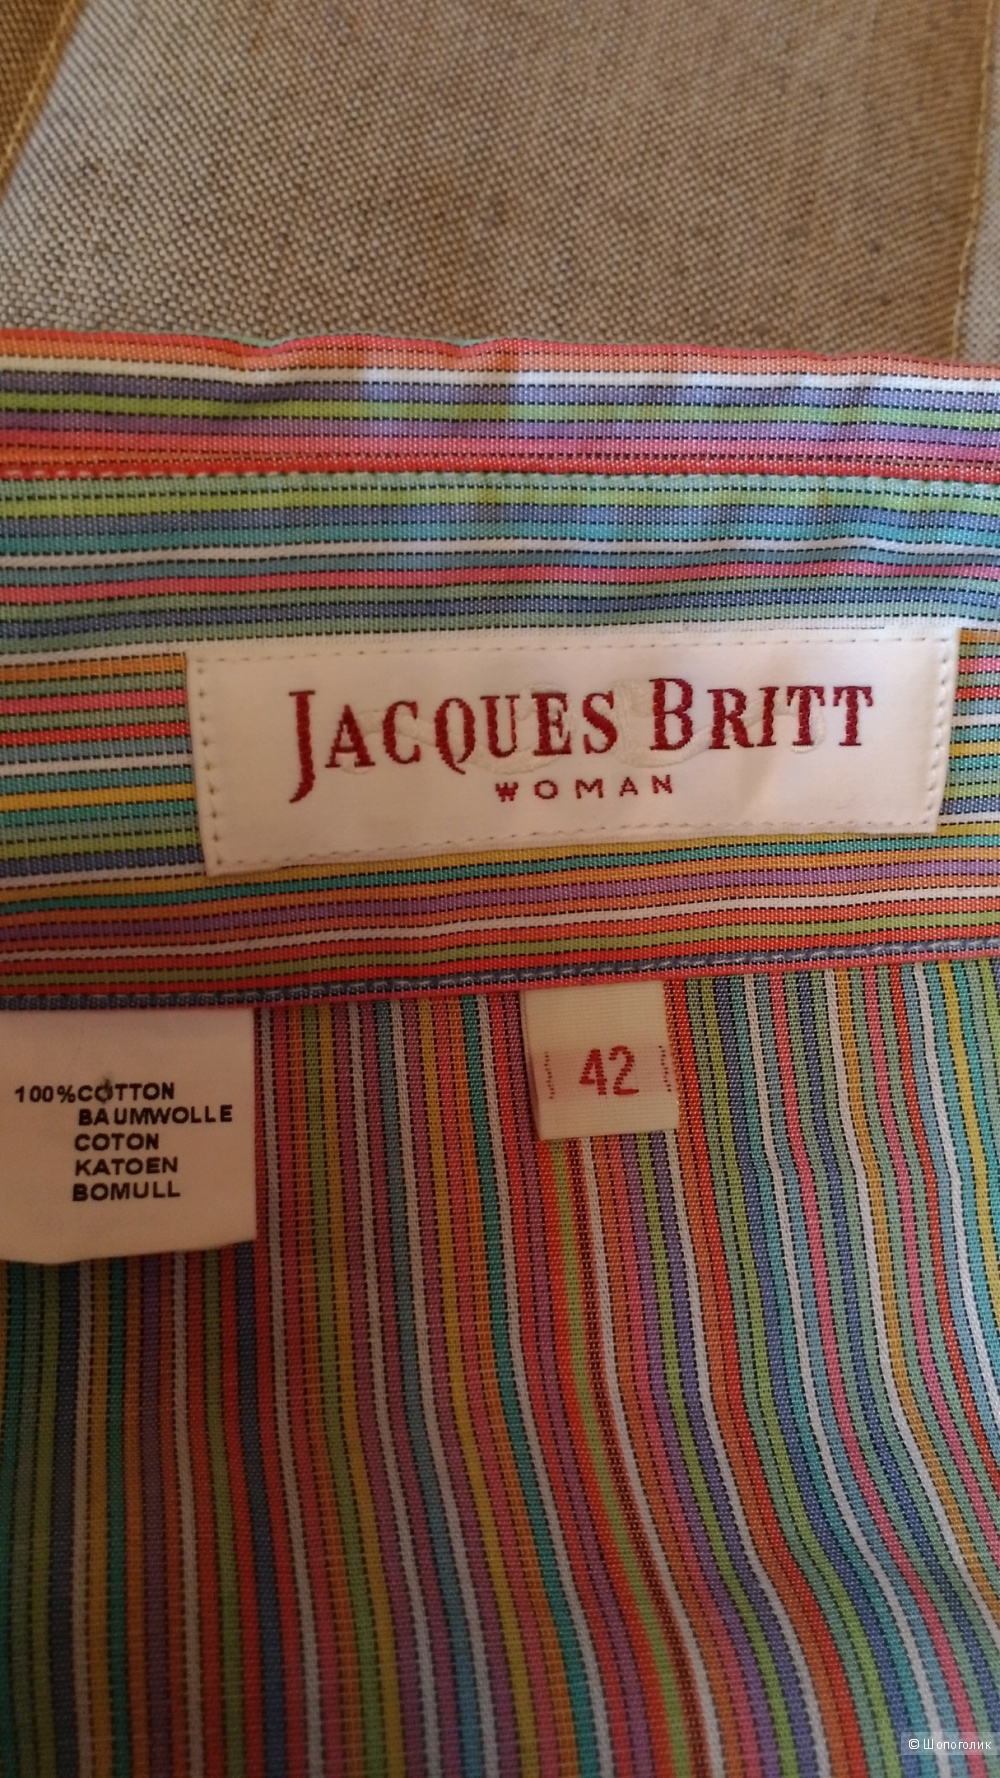 JACQUES BRITT
WOMAN
42
100%COTTON
BAUMWOLLE
COTON
KATOEN
BOMULL
© Шопоголик